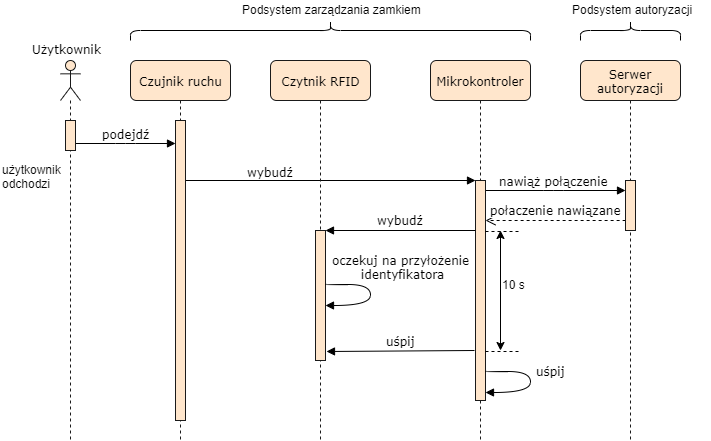 Podsystem zarządzania zamkiem
Podsystem autoryzacji
Użytkownik
Czujnik ruchu
Czytnik RFID
Mikrokontroler
Serwer
autoryzacji
podejdź
użytkownik
odchodzi
wybudź
nawiąż połączenie
połaczenie nawiązane
wybudź
oczekuj na przyłożenie
identyfikatora
10 s
uśpij
uśpij